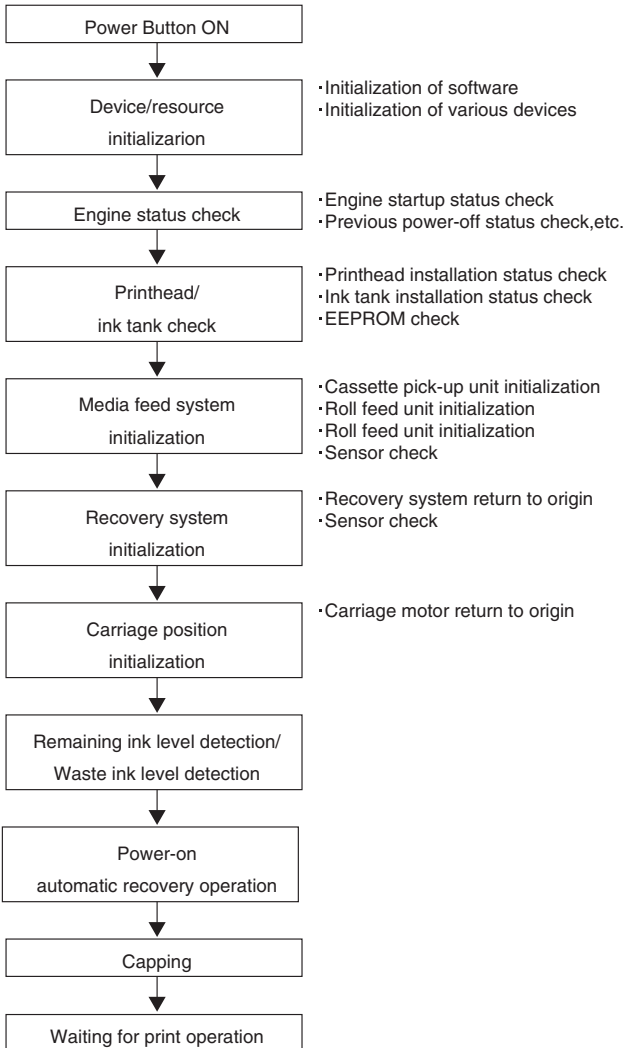 Power Button ON
Device/resource
initializarion
·Initialization of software
·Initialization of various devices
Engine status check
·Engine startup status check
·Previous power-off status check,etc.
Printhead/
ink tank check
·Printhead installation status check
·Ink tank installation status check
·EEPROM check
Media feed system
initialization
·Cassette pick-up unit initialization
·Roll feed unit initialization
·Roll feed unit initialization
·Sensor check
Recovery system
initialization
·Recovery system return to origin
·Sensor check
Carriage position
initialization
·Carriage motor return to origin
Remaining ink level detection/
Waste ink level detection
Power-on
automatic recovery operation
Capping
Waiting for print operation